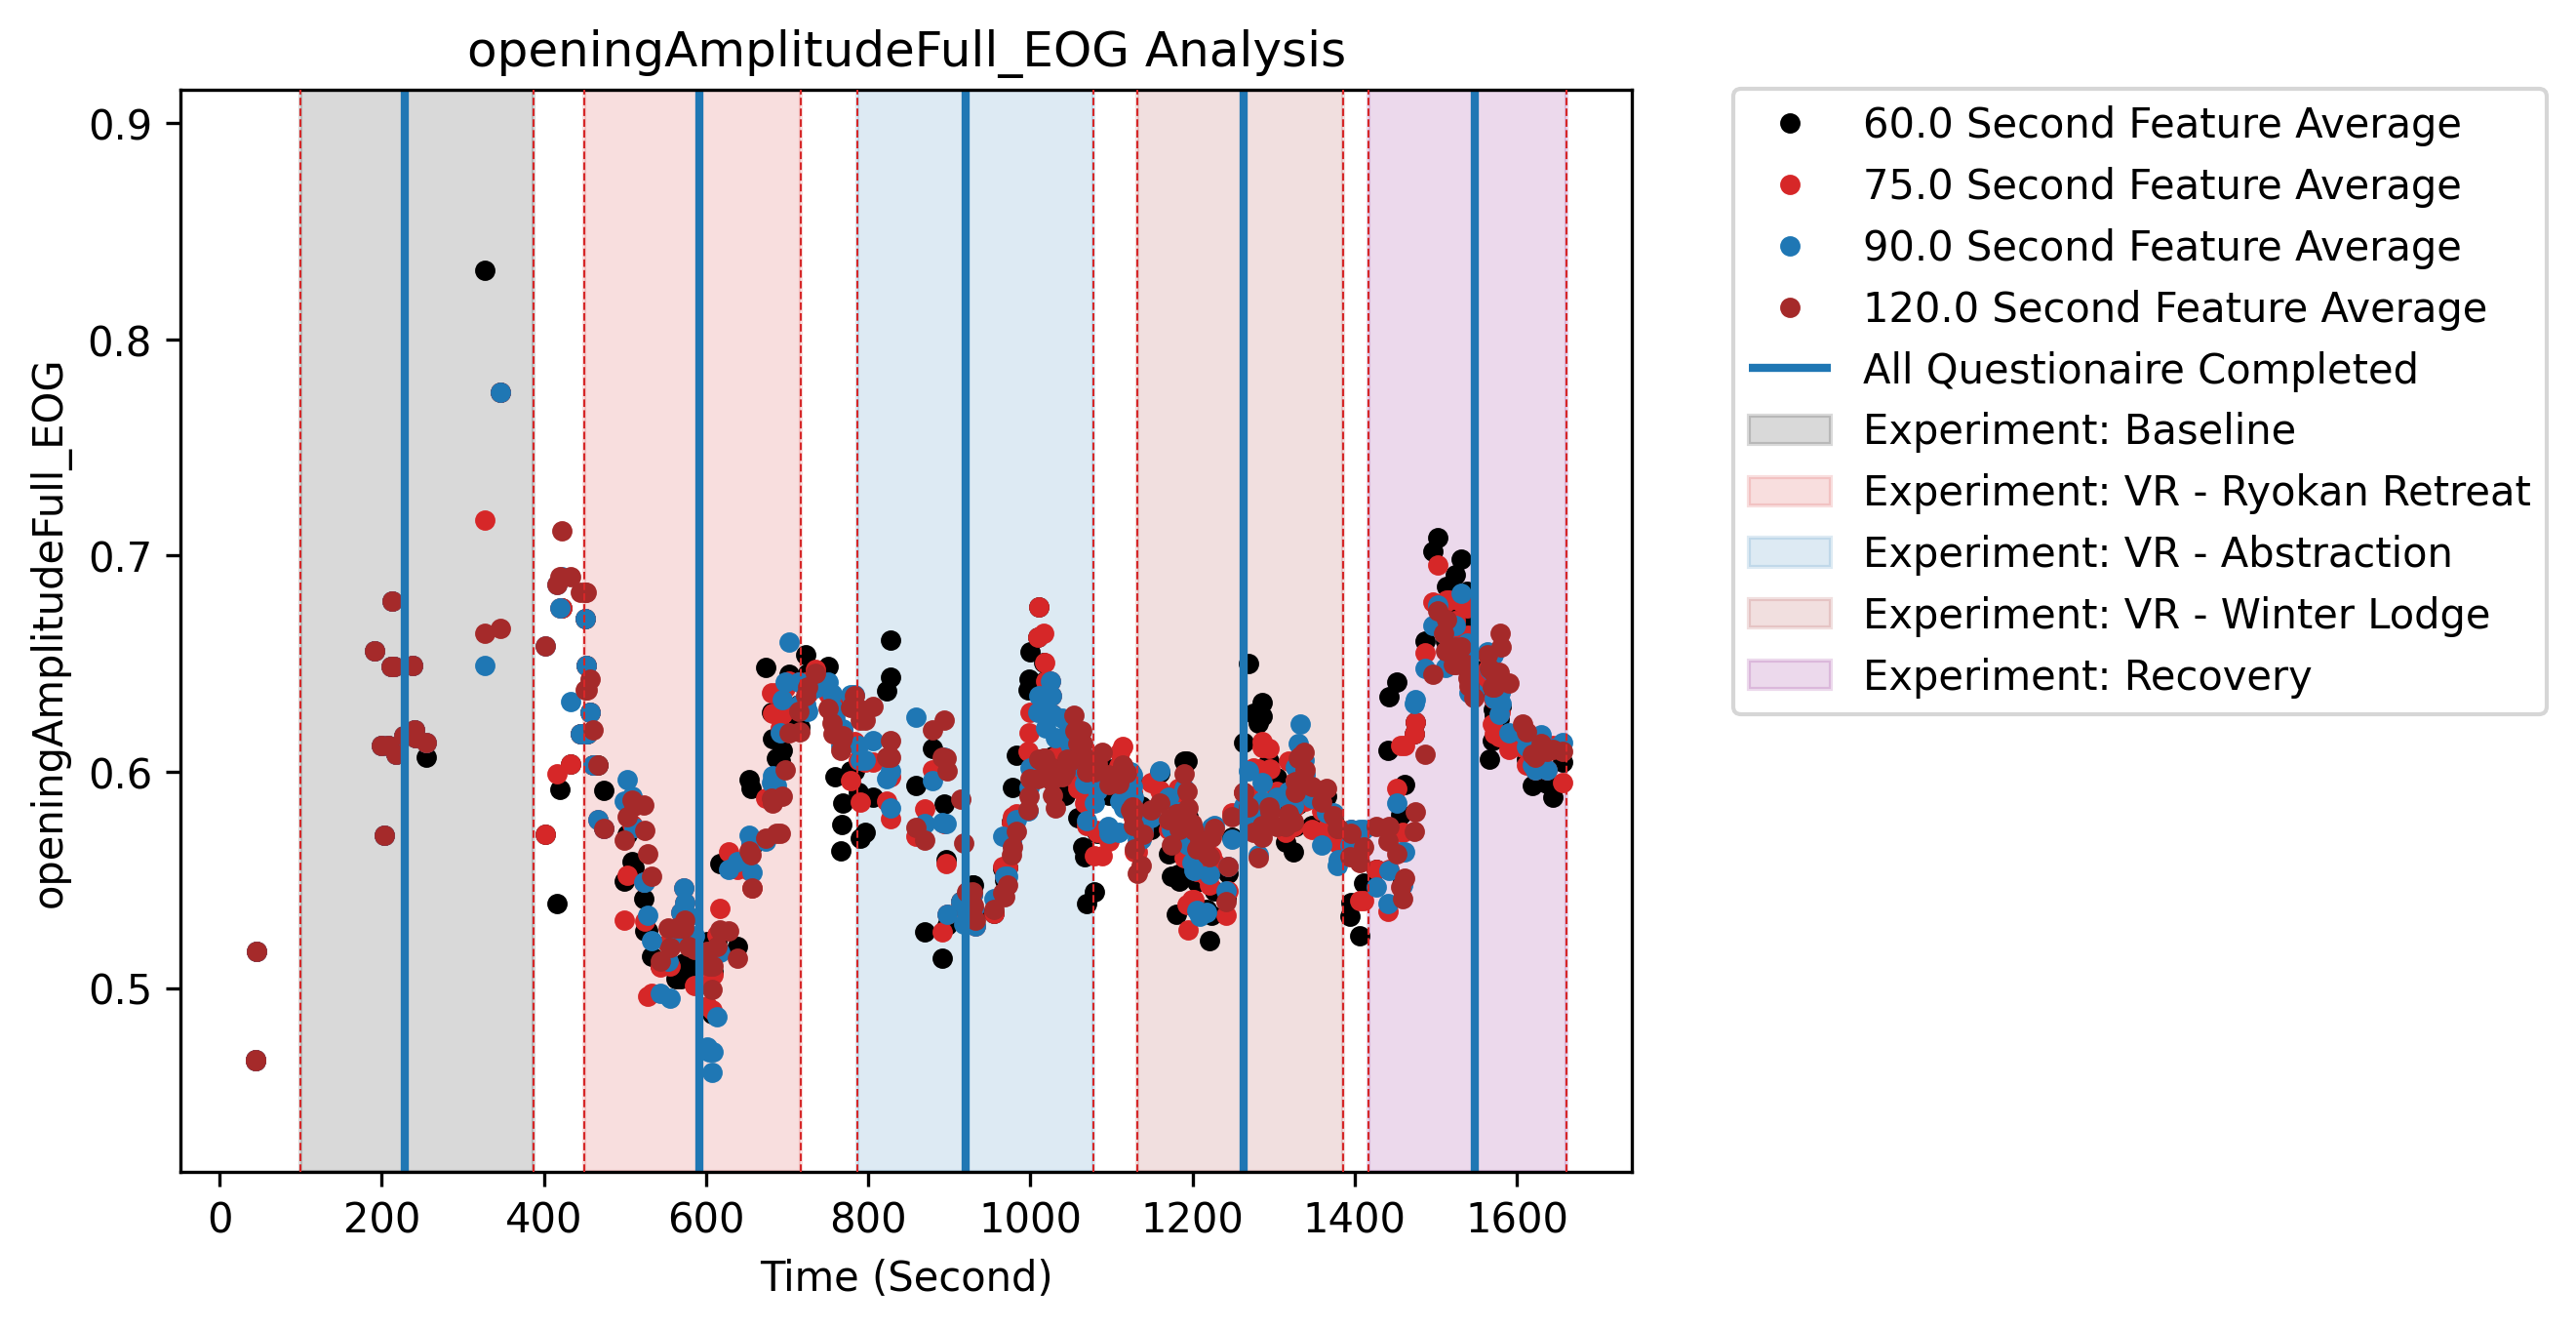 openingAmplitudeFull_EOG Analysis
openingAmplitudeFull_EOG
0.9
0.8
0.7
0.6
0.5
0 200 400 600 800 1000 1200 1400 1600
Time (Second)
60.0 Second Feature Average
75.0 Second Feature Average
90.0 Second Feature Average
120.0 Second Feature Average
All Questionaire Completed
Experiment: Baseline
Experiment: VR - Ryokan Retreat
Experiment: VR - Abstraction
Experiment: VR - Winter Lodge
Experiment: Recovery